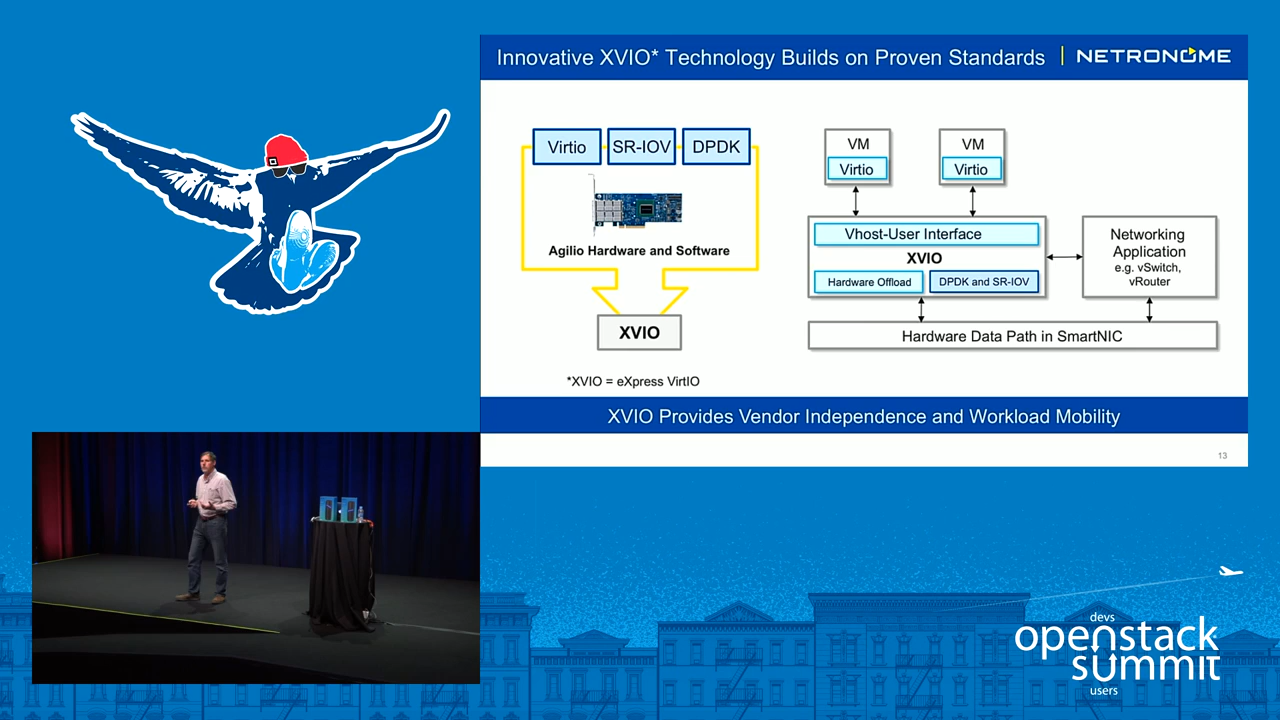 Innovative XVIO* Technology Builds on Proven Standards
NETRONOME
Virtio
SR-IOV
DPDK
Agilio Hardware and Software
XVIO
*XVIO = eXpress VirtIO
VM
Virtio
VM
Virtio
Vhost-User Interface
XVIO
Hardware Offload
DPDK and SR-IOV
Networking
Application
e.g. vSwitch,
vRouter
Hardware Data Path in SmartNIC
XVIO Provides Vendor Independence and Workload Mobility
13
devs
openstack
summit
users